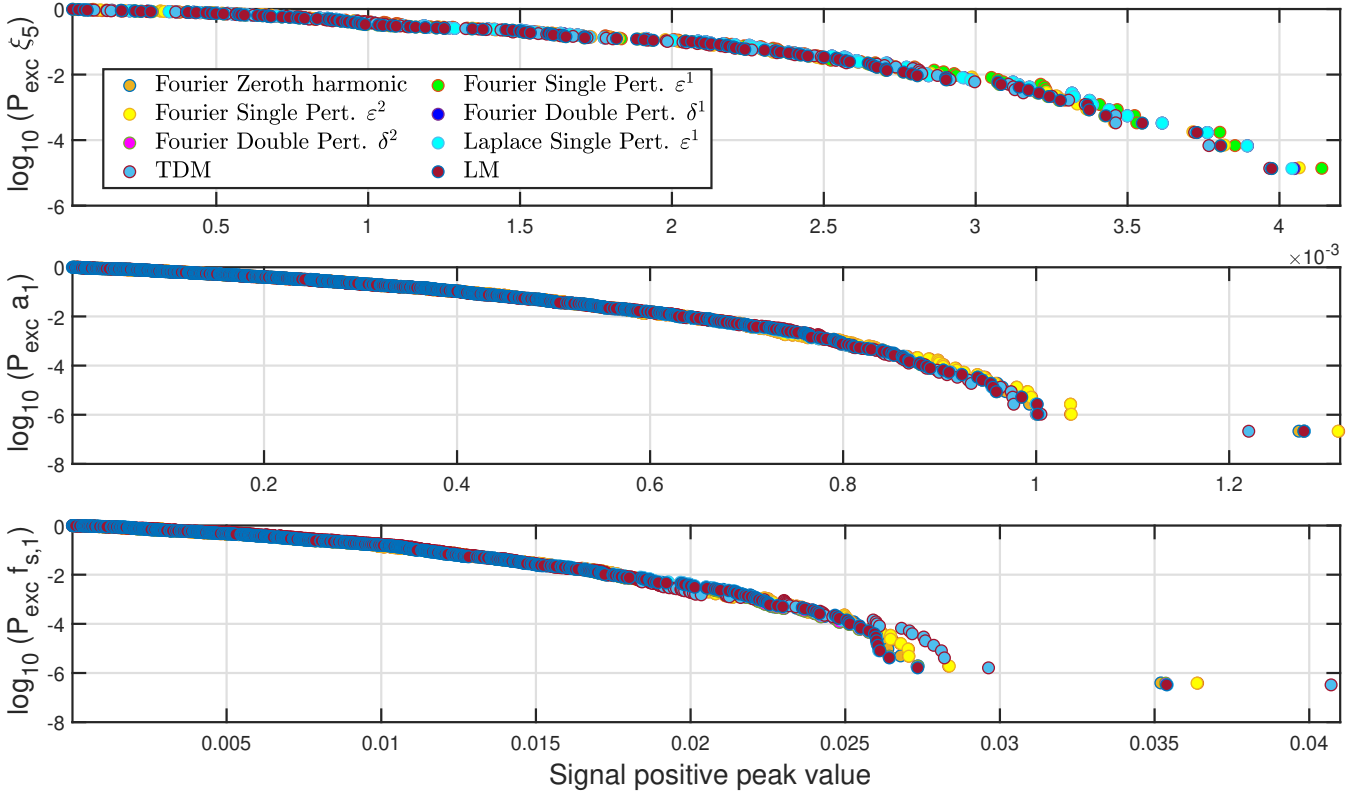 log₁₀ (P_exc ξ₅)
0
-2
-4
-6
Fourier Zeroth harmonic
Fourier Single Pert. ε¹
Fourier Single Pert. ε²
Fourier Double Pert. δ¹
Fourier Double Pert. δ²
Laplace Single Pert. ε¹
TDM
LM
0.5 1 1.5 2 2.5 3 3.5 4
×10⁻³
log₁₀ (P_exc a₁)
0
-2
-4
-6
-8
0.2 0.4 0.6 0.8 1 1.2
log₁₀ (P_exc f_s,1)
0
-2
-4
-6
-8
0.005 0.01 0.015 0.02 0.025 0.03 0.035 0.04
Signal positive peak value